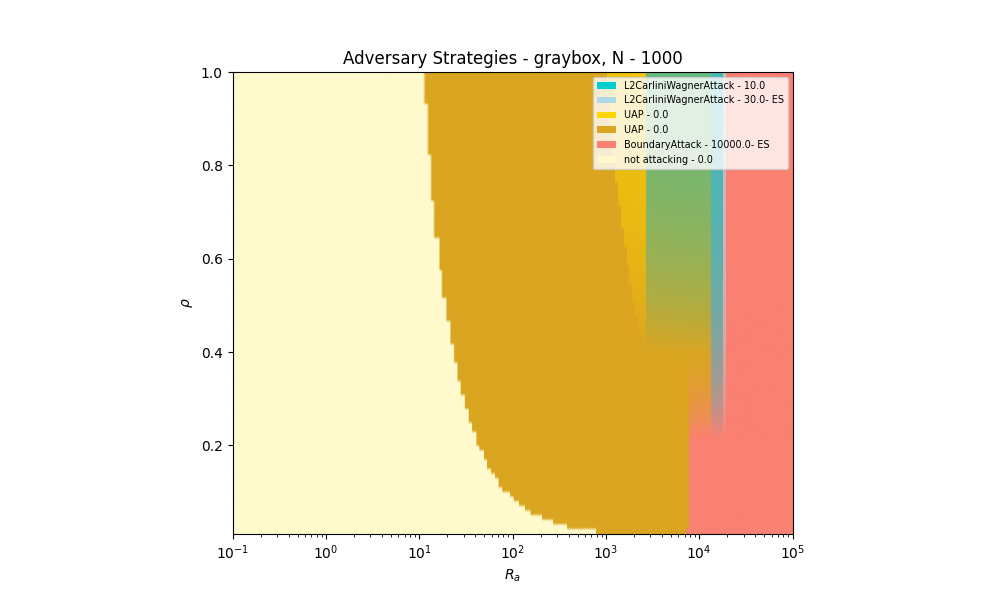 Adversary Strategies - graybox, N - 1000
L2CarliniWagnerAttack - 10.0
L2CarliniWagnerAttack - 30.0- ES
UAP - 0.0
UAP - 0.0
BoundaryAttack - 10000.0- ES
not attacking - 0.0
1.0
0.8
0.6
0.4
0.2
ρ
10⁻¹
10⁰
10¹
10²
10³
10⁴
10⁵
Rₐ